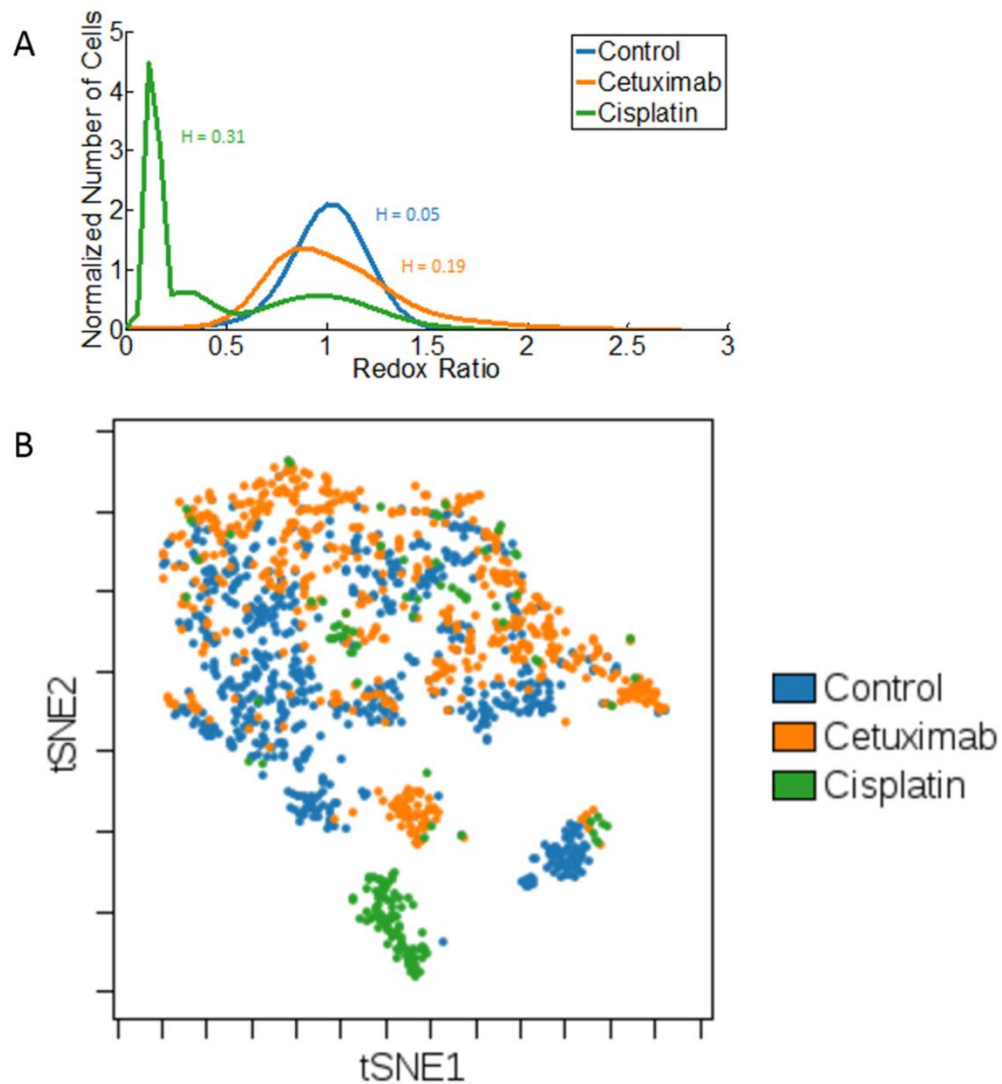 A
Normalized Number of Cells
5
4
3
2
1
0
0 0.5 1 1.5 2 2.5 3
Redox Ratio
H = 0.31
H = 0.05
H = 0.19
Control
Cetuximab
Cisplatin
B
tSNE2
tSNE1
Control
Cetuximab
Cisplatin